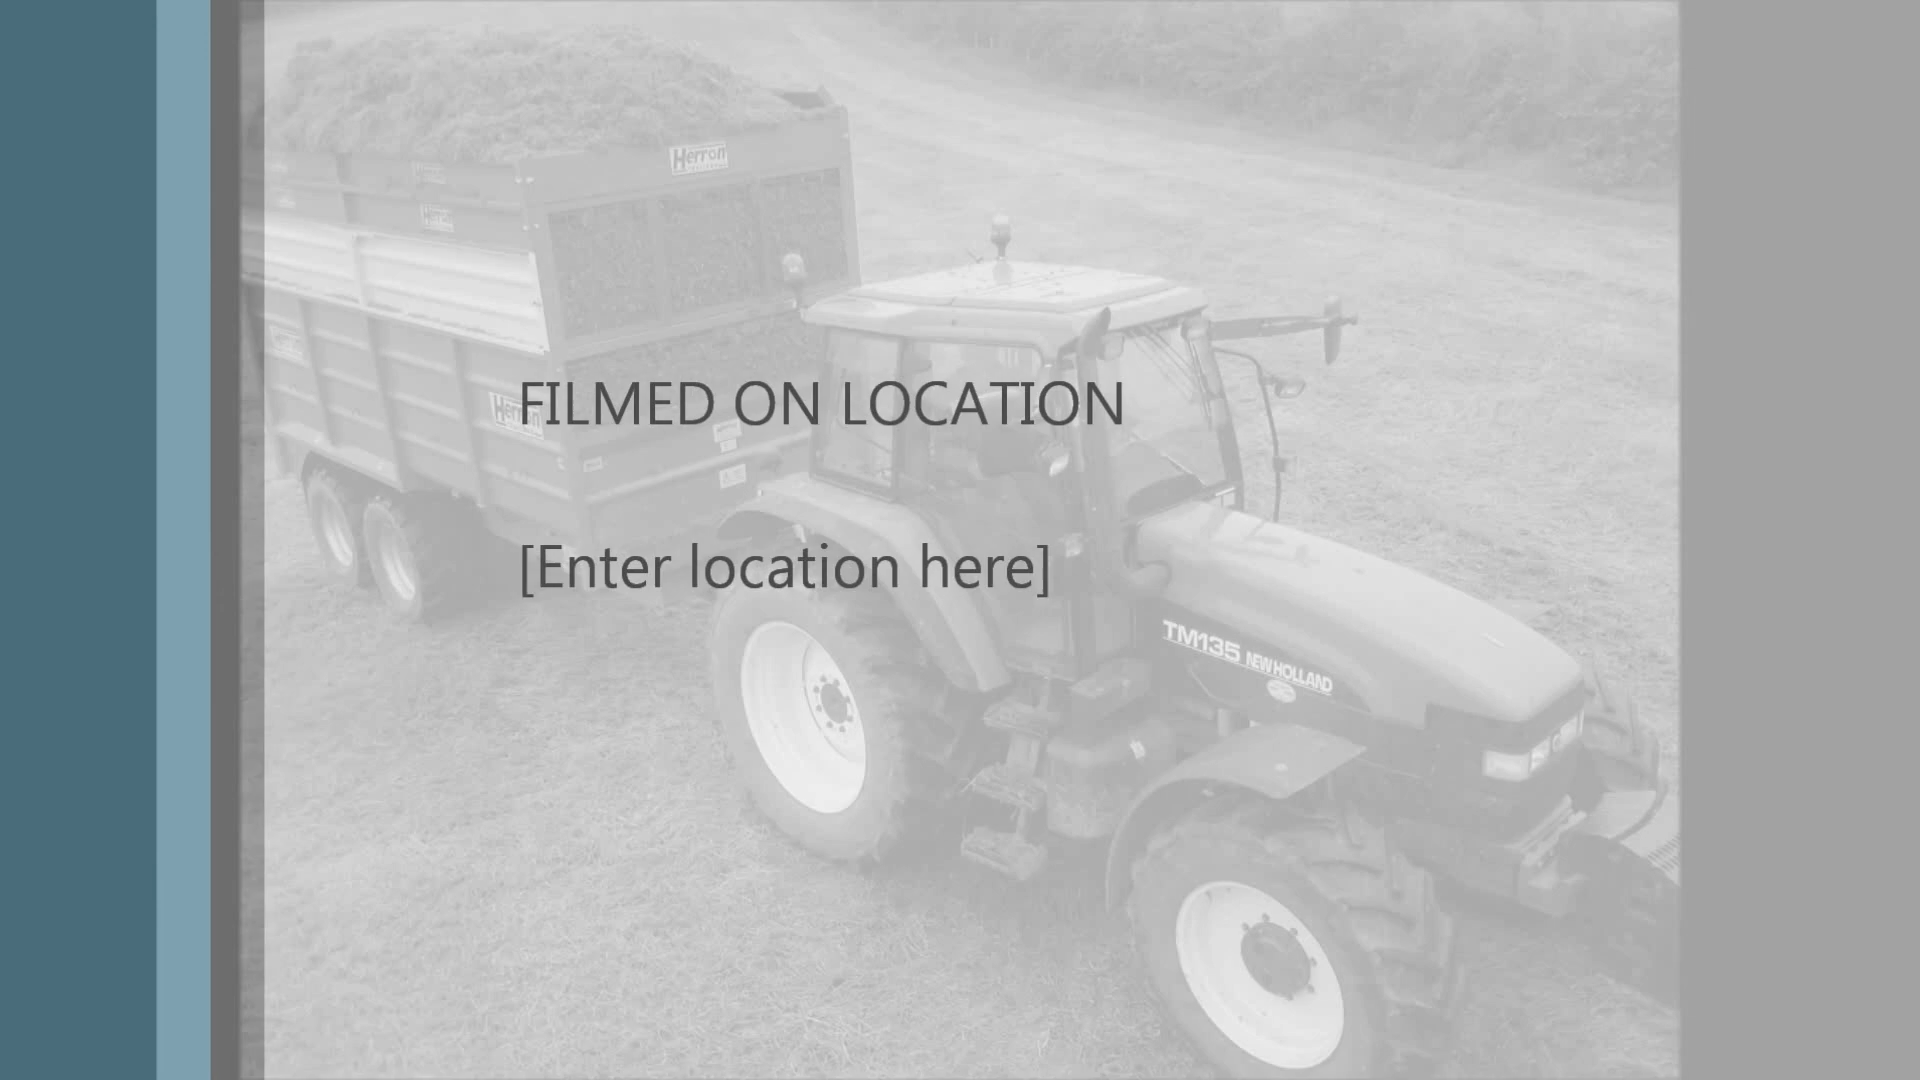 Herron
Herron
Herron
FILMED ON LOCATION
[Enter location here]
TM135 NEW HOLLAND